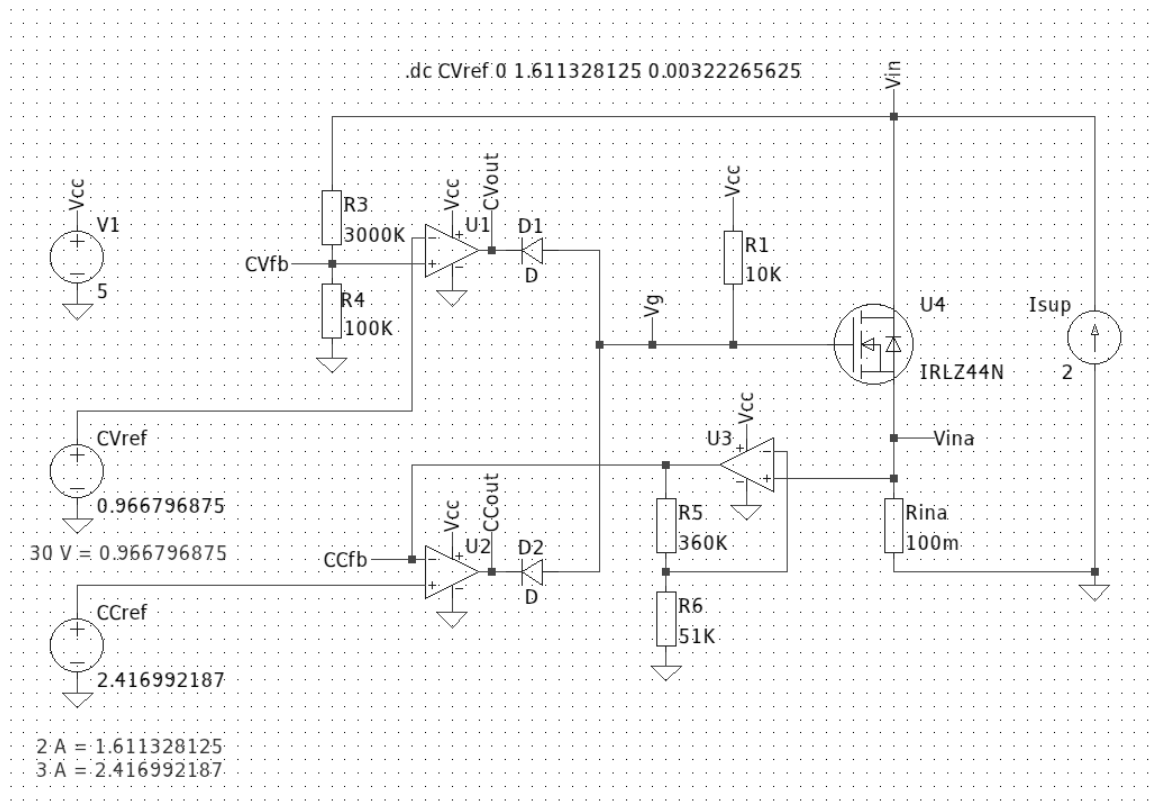 .dc CVref 0 1.611328125 0.00322265625
Vin
Vcc
V1
5
R3
3000K
CVfb
R4
100K
Vcc
CVout
U1
D1
D
Vcc
R1
10K
Vg
U4
IRLZ44N
Isup
2
CVref
0.966796875
30 V = 0.966796875
Vcc
U3
Vina
CCfb
Vcc
CCout
U2
D2
D
R5
360K
Rina
100m
CCref
2.416992187
R6
51K
2 A = 1.611328125
3 A = 2.416992187